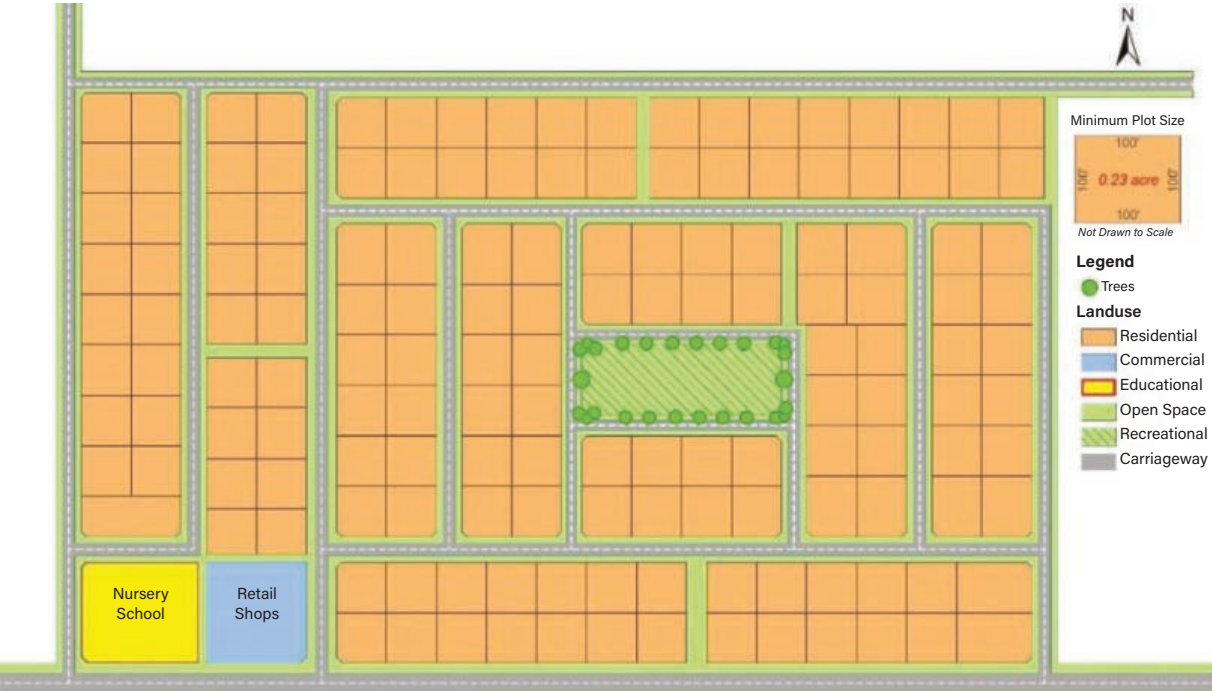 N
Minimum Plot Size
100'
100'
0.23 acre
100'
100'
Not Drawn to Scale
Legend
Trees
Landuse
Residential
Commercial
Educational
Open Space
Recreational
Carriageway
Nursery
School
Retail
Shops